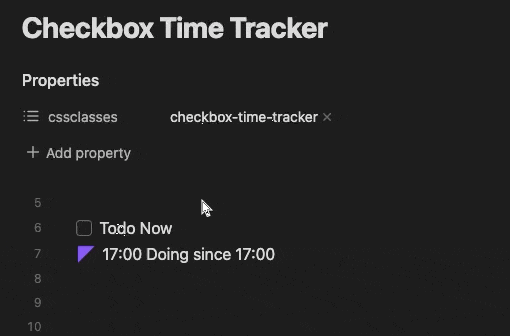 Checkbox Time Tracker
Properties
cssclasses checkbox-time-tracker ×
+ Add property
5
6 Todo Now
7 17:00 Doing since 17:00
8
9
10